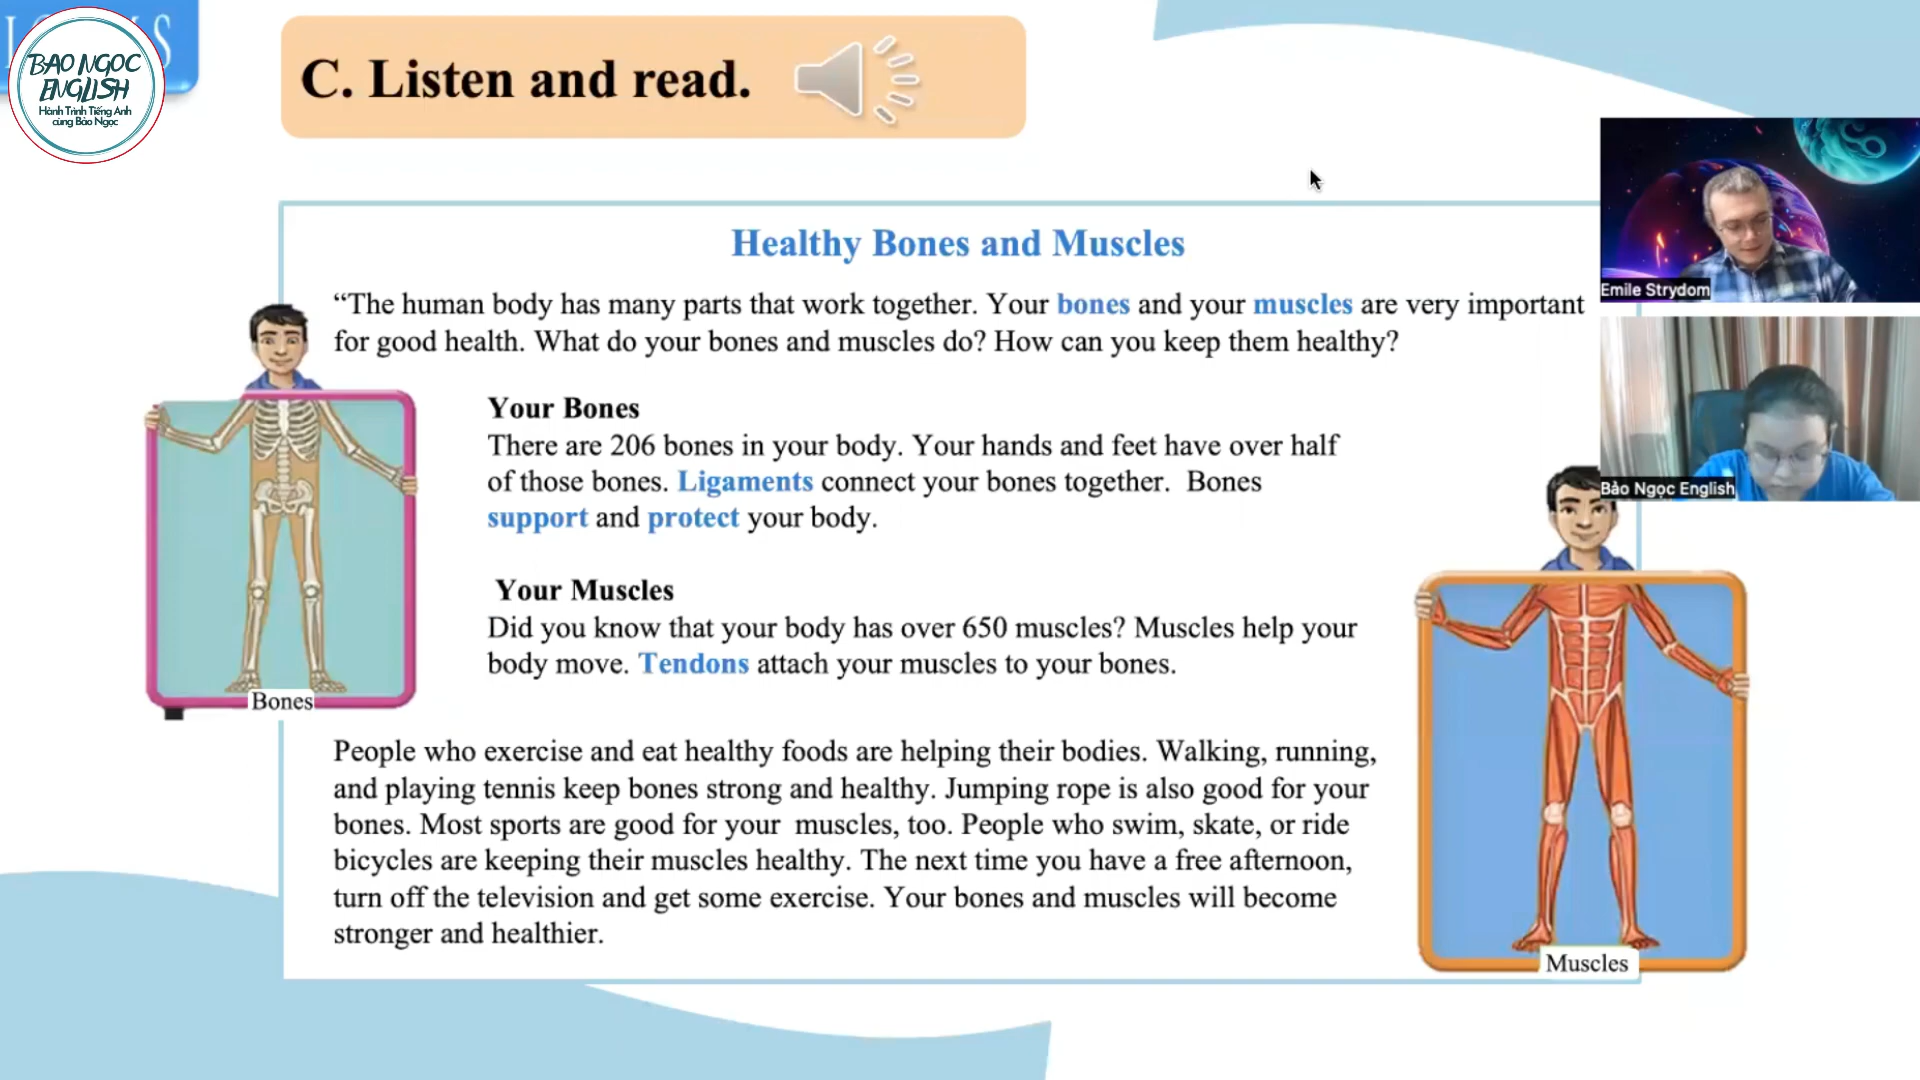 BAO NGOC
ENGLISH
Hành Trình Tiếng Anh
cùng Bảo Ngọc
C. Listen and read.
Healthy Bones and Muscles
“The human body has many parts that work together. Your bones and your muscles are very important
for good health. What do your bones and muscles do? How can you keep them healthy?
Your Bones
There are 206 bones in your body. Your hands and feet have over half
of those bones. Ligaments connect your bones together. Bones
support and protect your body.
Your Muscles
Did you know that your body has over 650 muscles? Muscles help your
body move. Tendons attach your muscles to your bones.
Bones
People who exercise and eat healthy foods are helping their bodies. Walking, running,
and playing tennis keep bones strong and healthy. Jumping rope is also good for your
bones. Most sports are good for your muscles, too. People who swim, skate, or ride
bicycles are keeping their muscles healthy. The next time you have a free afternoon,
turn off the television and get some exercise. Your bones and muscles will become
stronger and healthier.
Muscles
Emile Strydom
Bảo Ngọc English